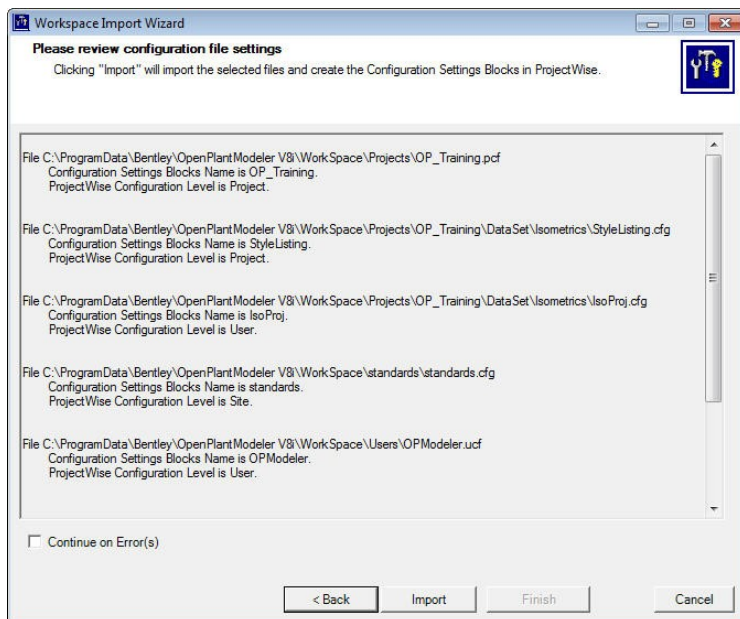 Workspace Import Wizard
Please review configuration file settings
Clicking "Import" will import the selected files and create the Configuration Settings Blocks in ProjectWise.
File C:\ProgramData\Bentley\OpenPlantModeler V8i\WorkSpace\Projects\OP_Training.pcf
Configuration Settings Blocks Name is OP_Training.
ProjectWise Configuration Level is Project.
File C:\ProgramData\Bentley\OpenPlantModeler V8i\WorkSpace\Projects\OP_Training\DataSet\Isometrics\StyleListing.cfg
Configuration Settings Blocks Name is StyleListing.
ProjectWise Configuration Level is Project.
File C:\ProgramData\Bentley\OpenPlantModeler V8i\WorkSpace\Projects\OP_Training\DataSet\Isometrics\IsoProj.cfg
Configuration Settings Blocks Name is IsoProj.
ProjectWise Configuration Level is User.
File C:\ProgramData\Bentley\OpenPlantModeler V8i\WorkSpace\standards\standards.cfg
Configuration Settings Blocks Name is standards.
ProjectWise Configuration Level is Site.
File C:\ProgramData\Bentley\OpenPlantModeler V8i\WorkSpace\Users\OPModeler.ucf
Configuration Settings Blocks Name is OPModeler.
ProjectWise Configuration Level is User.
Continue on Error(s)
< Back Import Finish Cancel